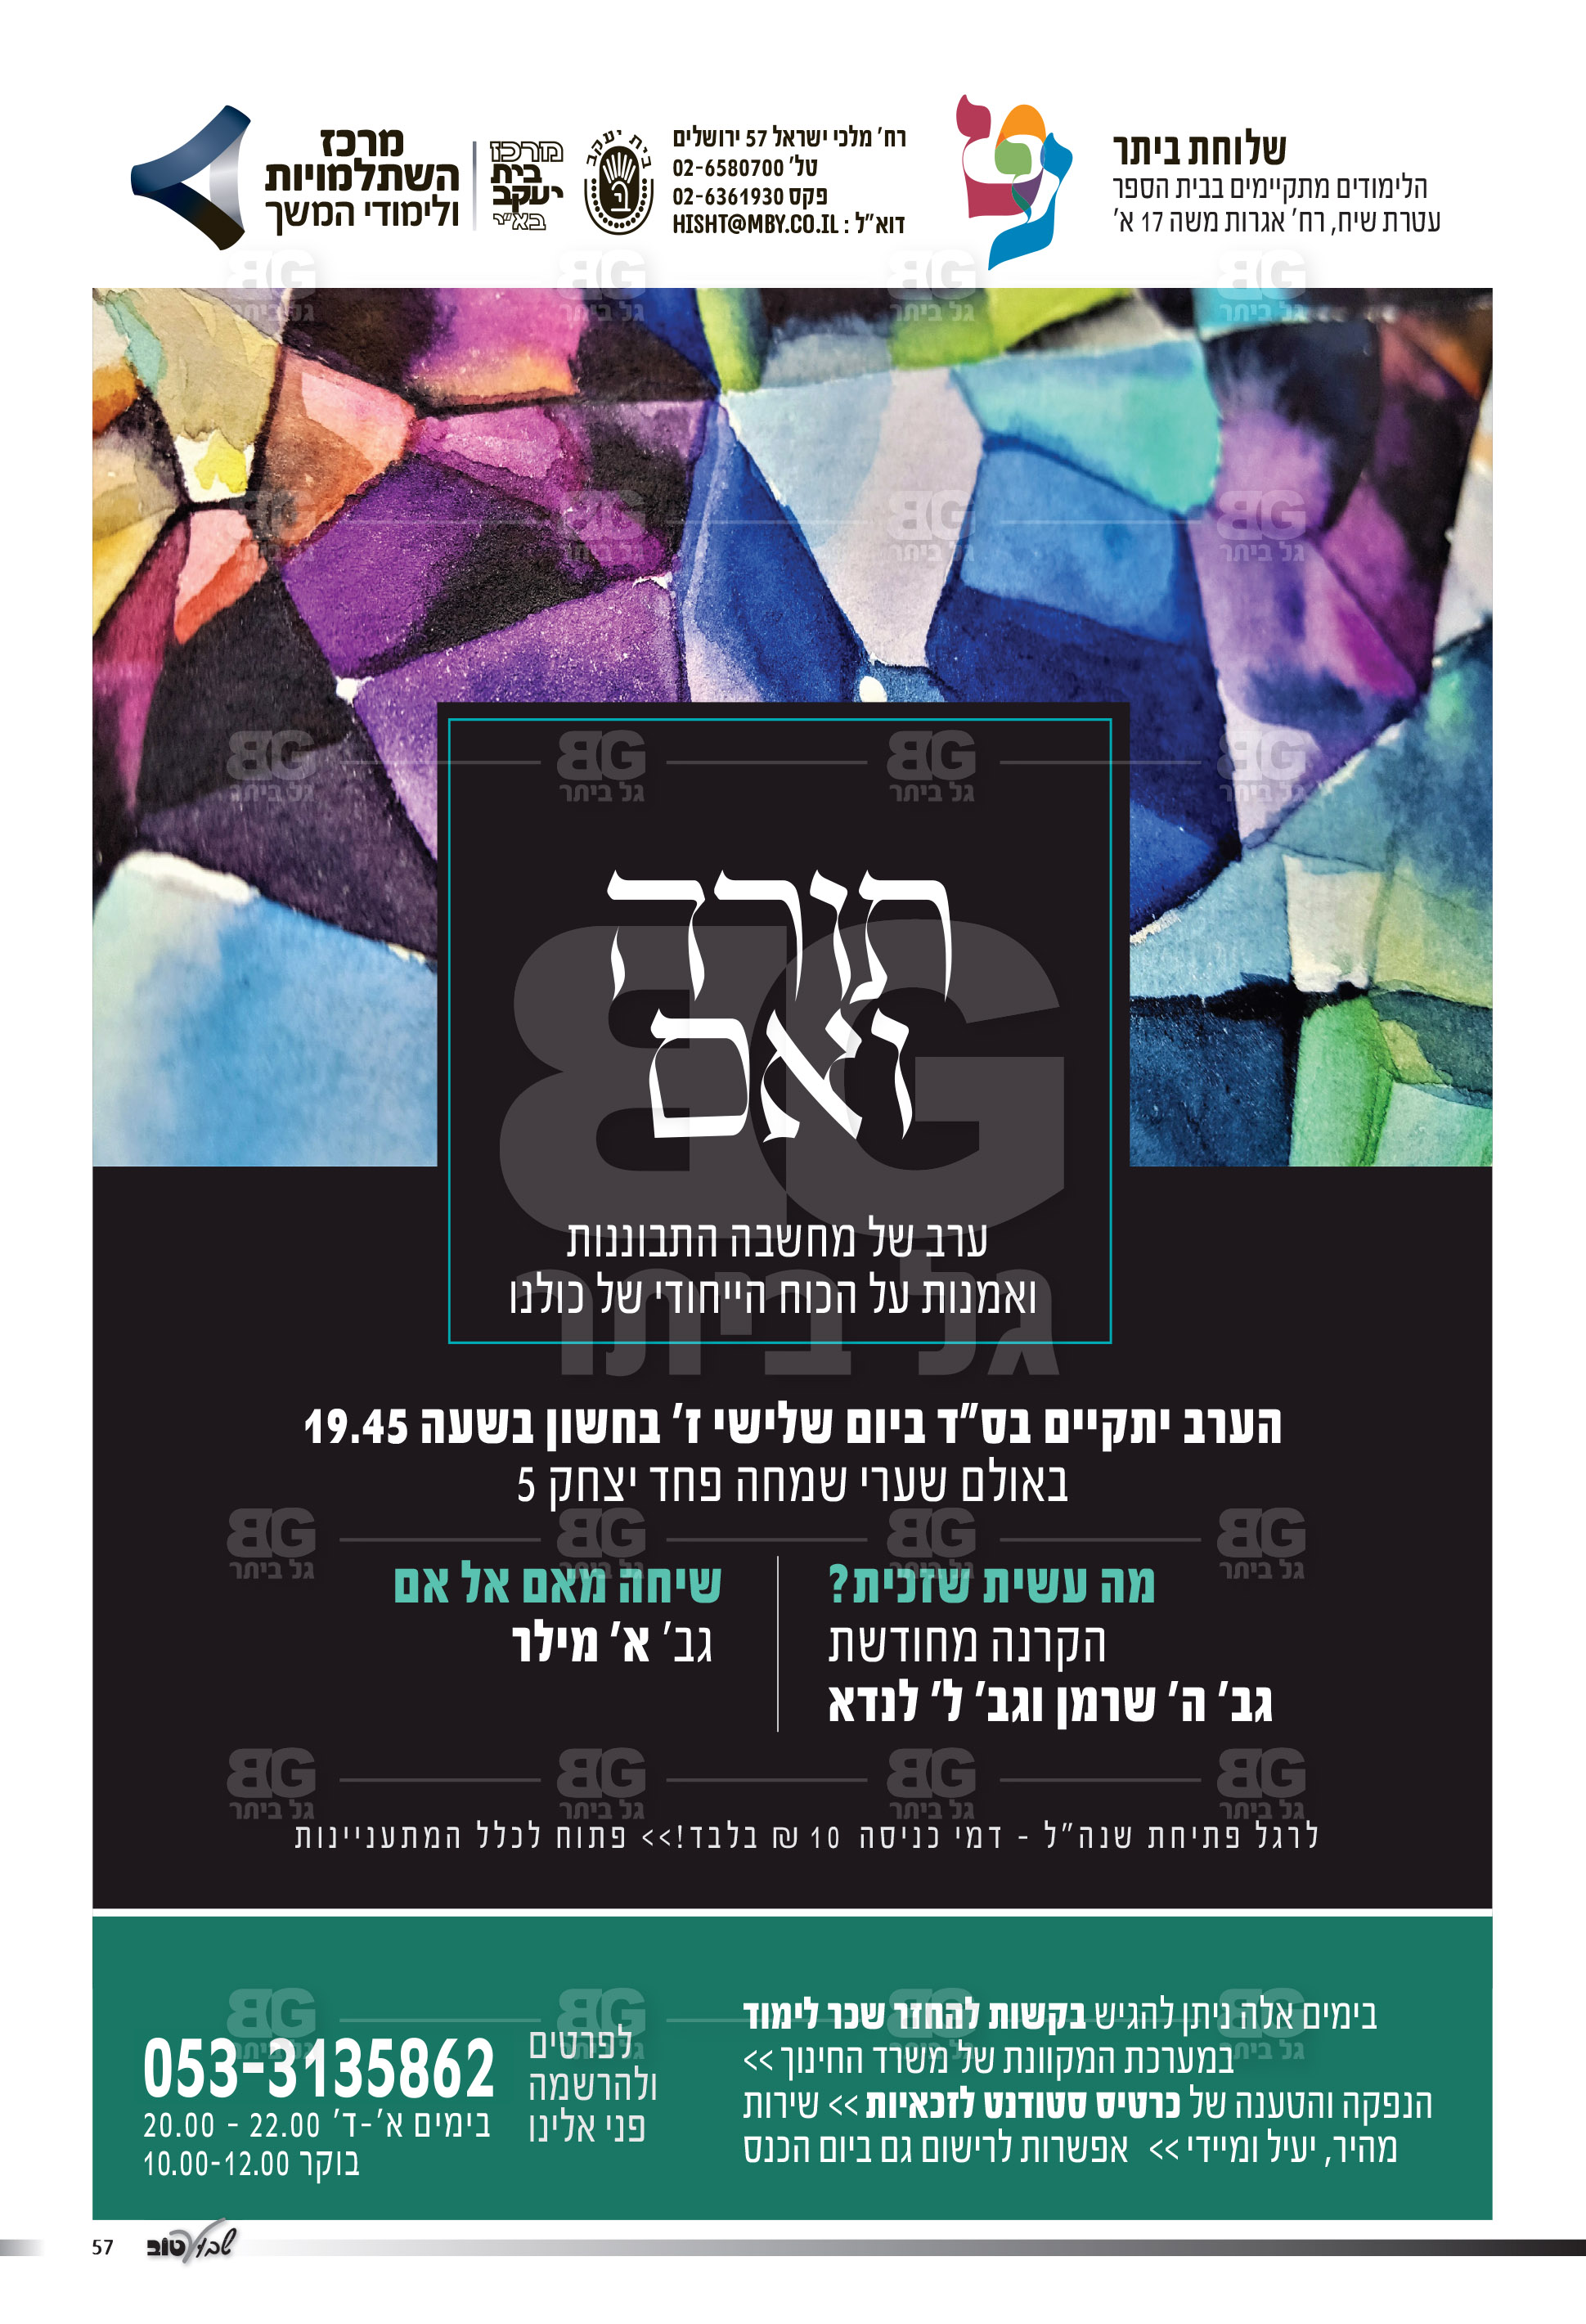 שלוחת ביתר
הלימודים מתקיימים בבית הספר
עטרת שיח, רח' אגרות משה 17 א'
רח' מלכי ישראל 57 ירושלים
טל' 02-6580700
פקס 02-6361930
דוא"ל : HISHT@MBY.CO.IL
בית יעקב
מרכז
בית
יעקב
בא"י
מרכז
השתלמויות
ולימודי המשך
תורה
ואם
ערב של מחשבה התבוננות
ואמנות על הכוח הייחודי של כולנו
הערב יתקיים בס"ד ביום שלישי ז' בחשון בשעה 19.45
באולם שערי שמחה פחד יצחק 5
מה עשית שזכית?
הקרנה מחודשת
גב' ה' שרמן וגב' ל' לנדא
שיחה מאם אל אם
גב' א' מילר
לרגל פתיחת שנה"ל - דמי כניסה 10 ₪ בלבד!>> פתוח לכלל המתעניינות
בימים אלה ניתן להגיש בקשות להחזר שכר לימוד
במערכת המקוונת של משרד החינוך >>
הנפקה והטענה של כרטיס סטודנט לזכאיות >> שירות
מהיר, יעיל ומיידי >> אפשרות לרישום גם ביום הכנס
לפרטים
ולהרשמה
פני אלינו
053-3135862
בימים א'-ד' 22.00 - 20.00
בוקר 10.00-12.00
BG
גל ביתר
שבוע טוב
57